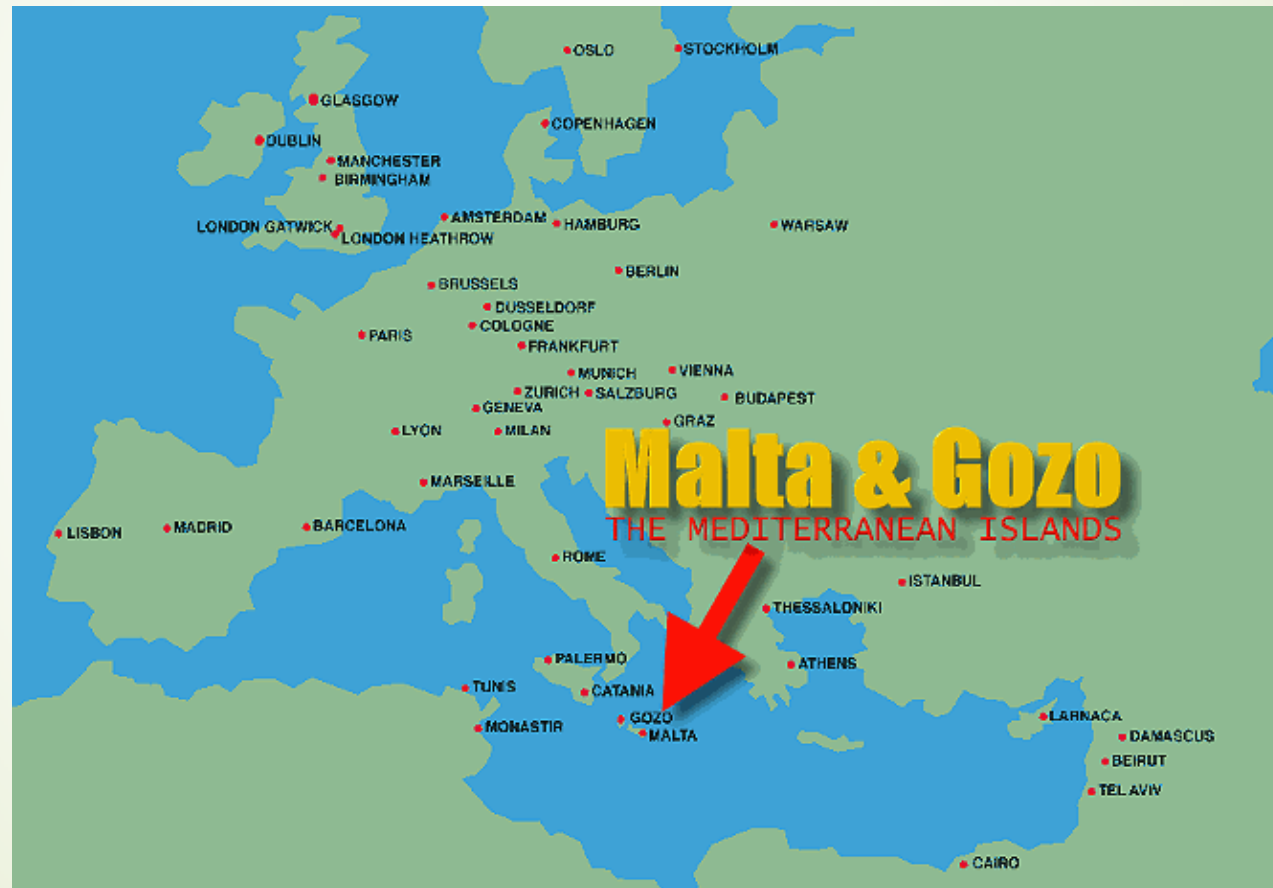 OSLO
STOCKHOLM
GLASGOW
COPENHAGEN
DUBLIN
MANCHESTER
BIRMINGHAM
AMSTERDAM
HAMBURG
WARSAW
LONDON GATWICK
LONDON HEATHROW
BERLIN
BRUSSELS
DUSSELDORF
COLOGNE
PARIS
FRANKFURT
MUNICH
VIENNA
ZURICH
SALZBURG
BUDAPEST
GENEVA
GRAZ
LYON
MILAN
Malta & Gozo
MARSEILLE
THE MEDITERRANEAN ISLANDS
LISBON
MADRID
BARCELONA
ROME
ISTANBUL
THESSALONIKI
PALERMO
ATHENS
TUNIS
CATANIA
GOZO
LARNACA
MONASTIR
MALTA
DAMASCUS
BEIRUT
TEL AVIV
CAIRO